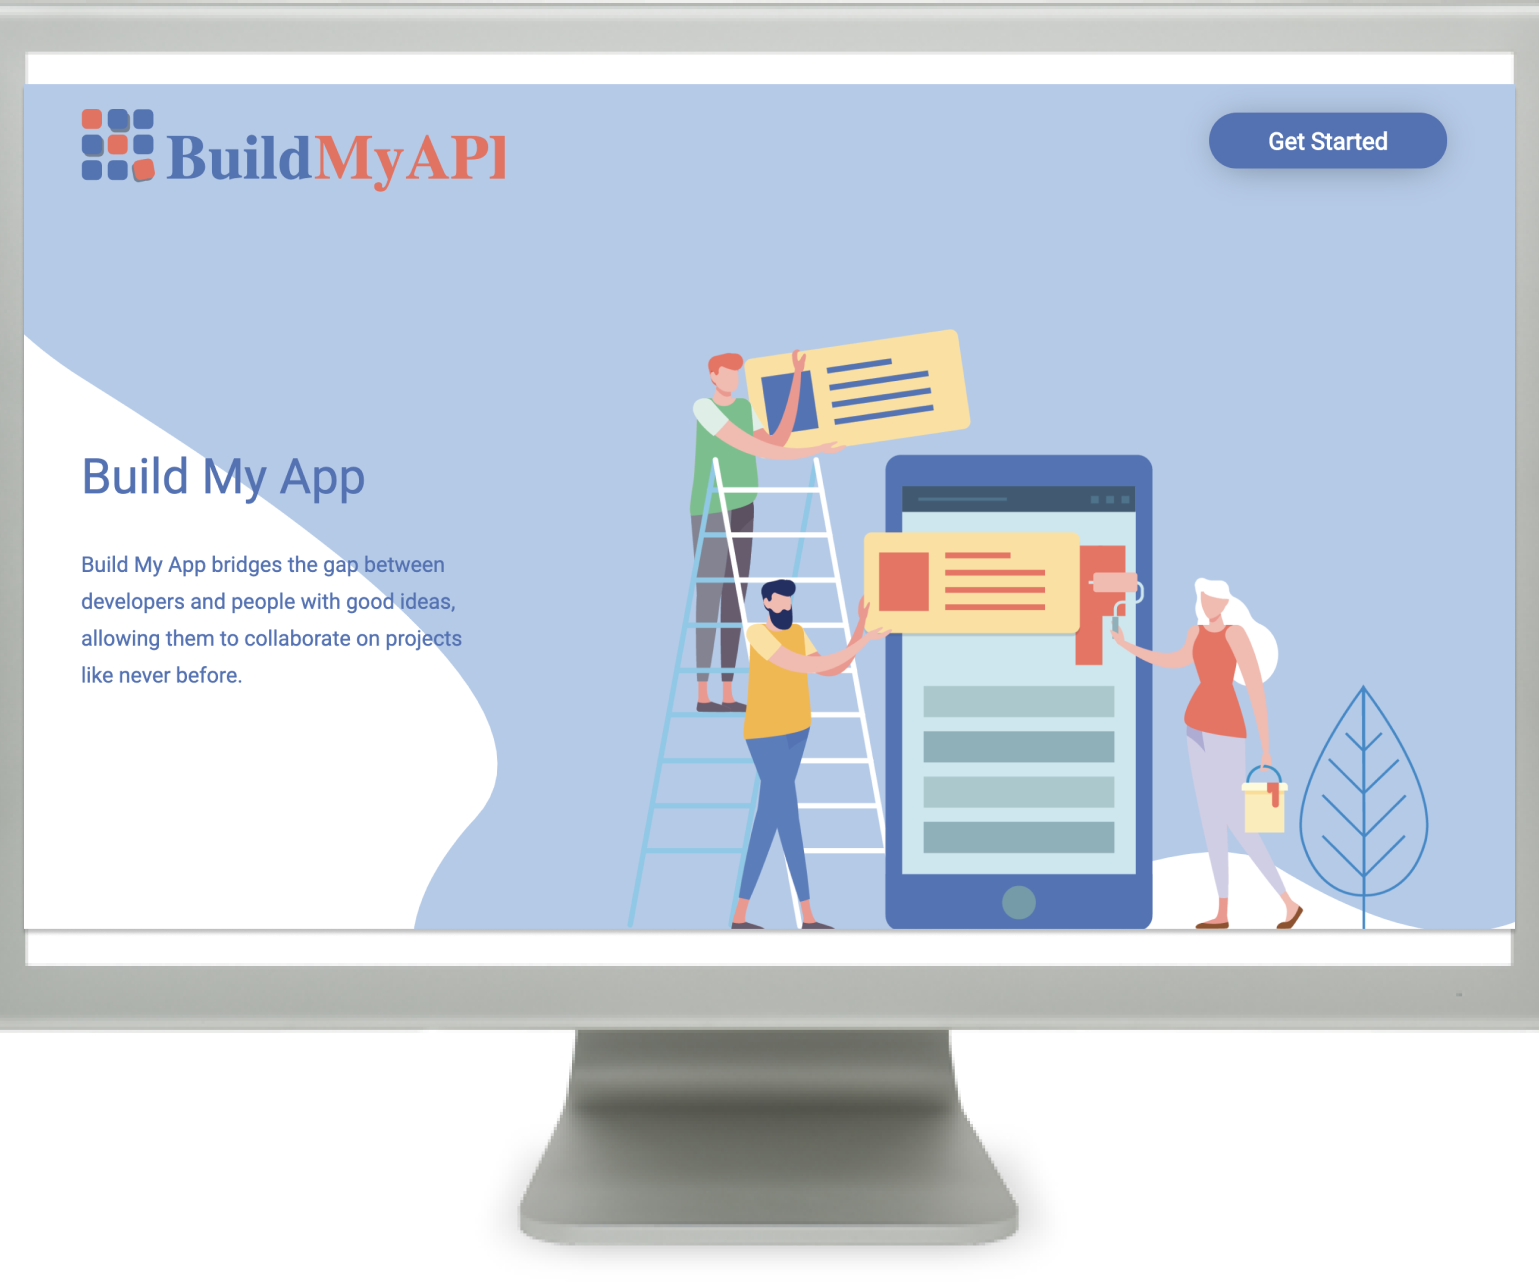 BuildMyAPl
Get Started
Build My App
Build My App bridges the gap between
developers and people with good ideas,
allowing them to collaborate on projects
like never before.